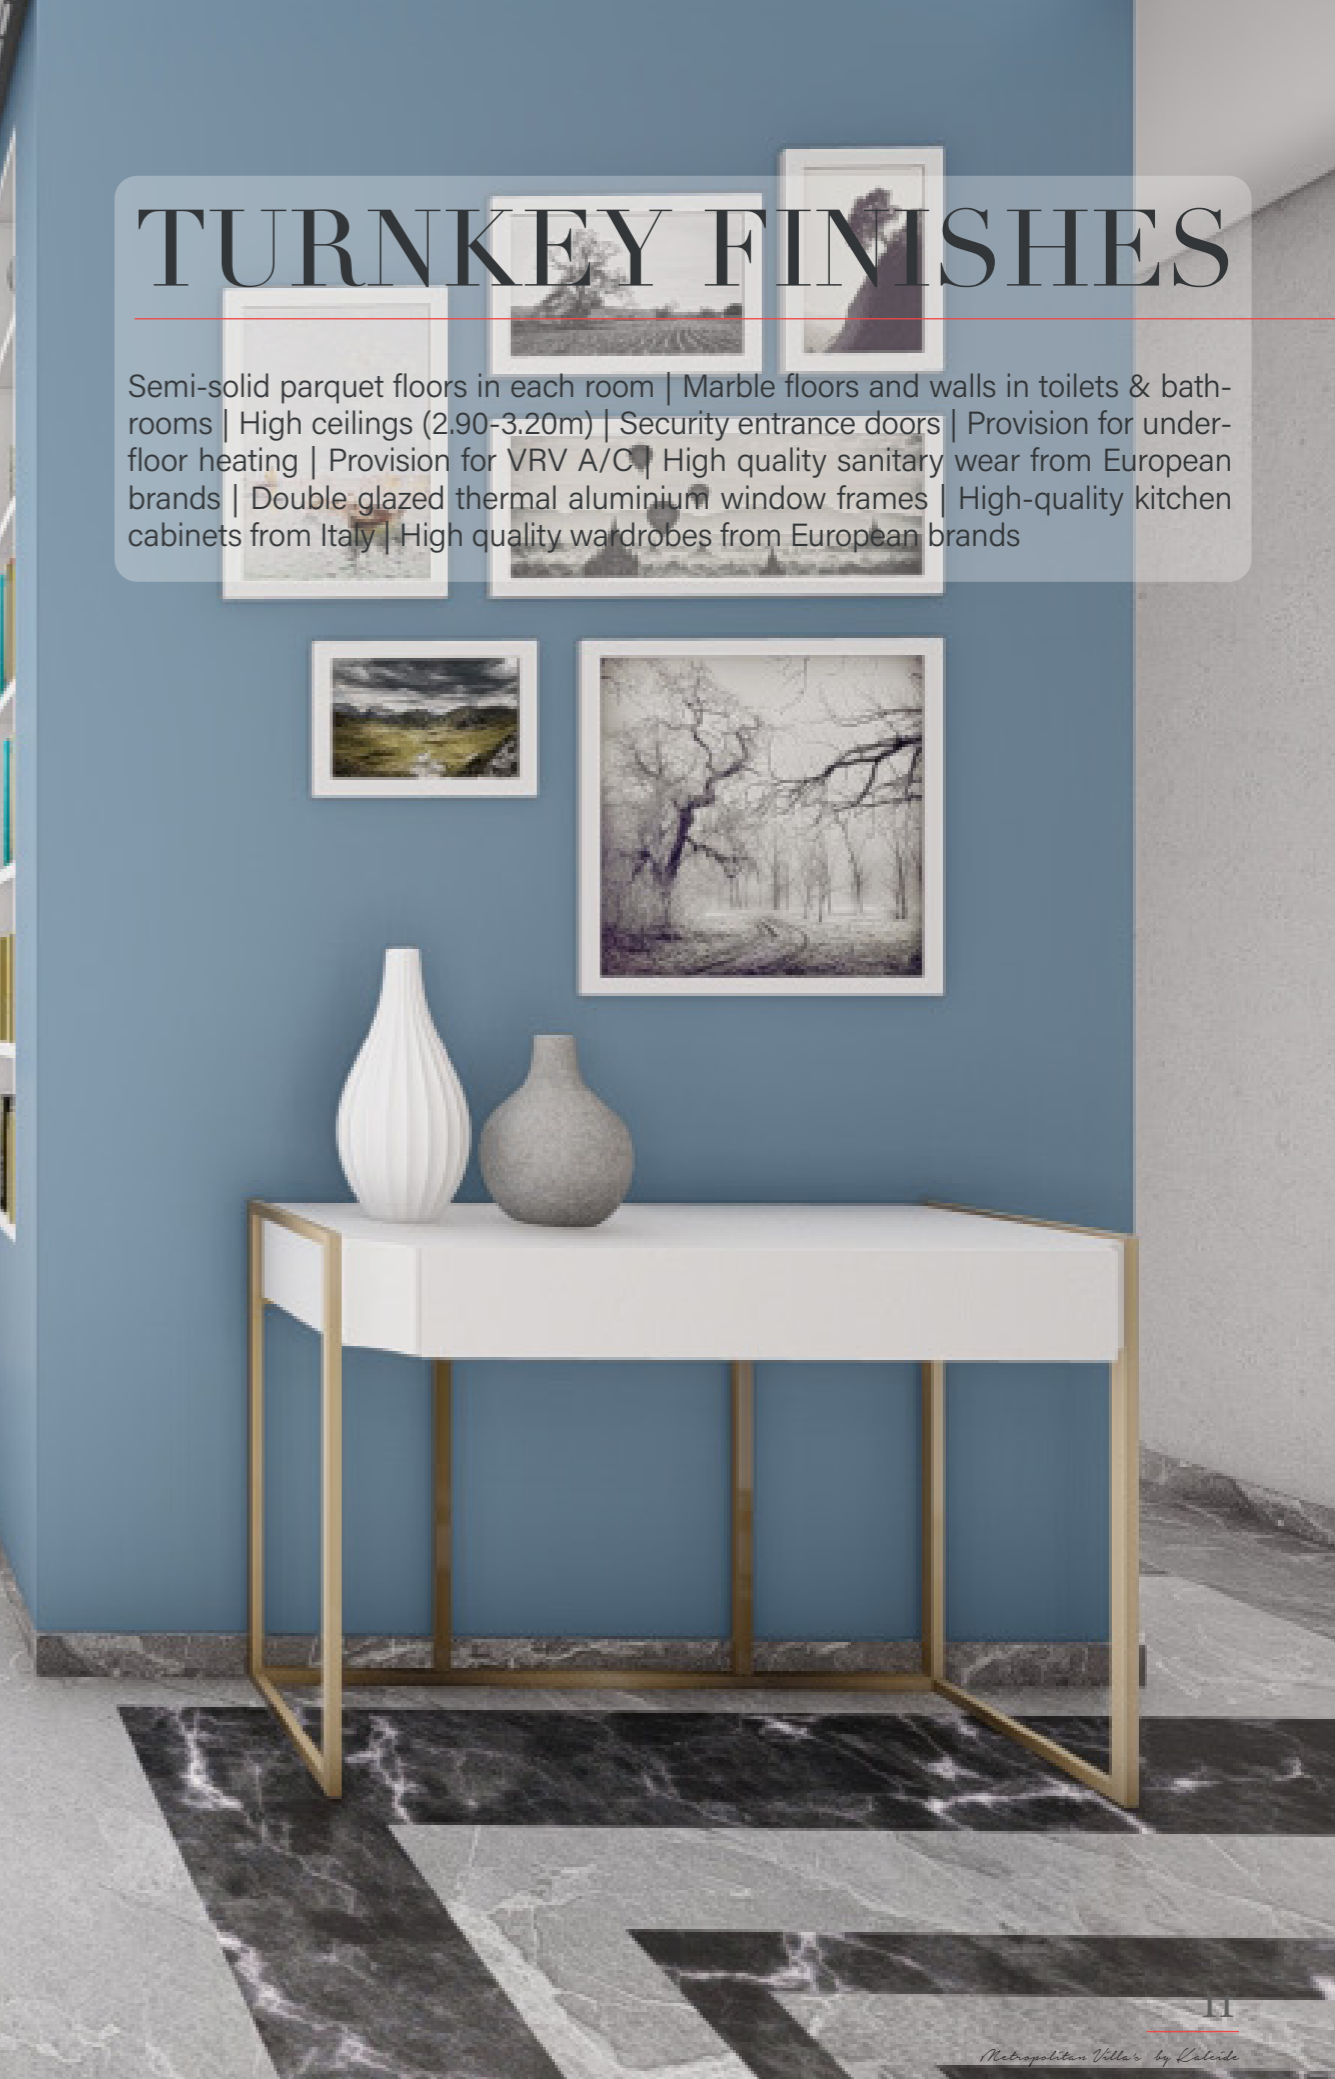 TURNKEY FINISHES
Semi-solid parquet floors in each room | Marble floors and walls in toilets & bath-
rooms | High ceilings (2.90-3.20m) | Security entrance doors | Provision for under-
floor heating | Provision for VRV A/C | High quality sanitary wear from European
brands | Double glazed thermal aluminium window frames | High-quality kitchen
cabinets from Italy | High quality wardrobes from European brands
11
Metropolitan Villa's by Kaleide